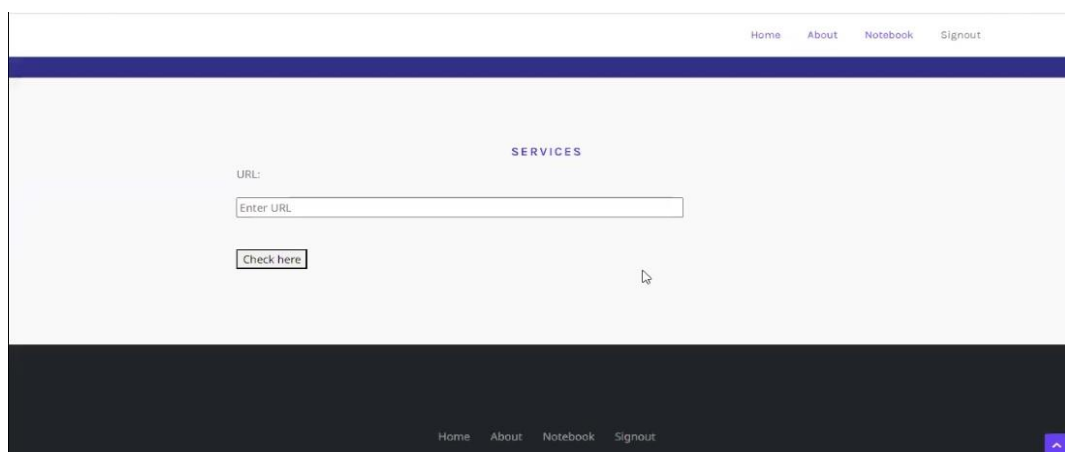 Home About Notebook Signout
SERVICES
URL:
Enter URL
Check here
Home About Notebook Signout